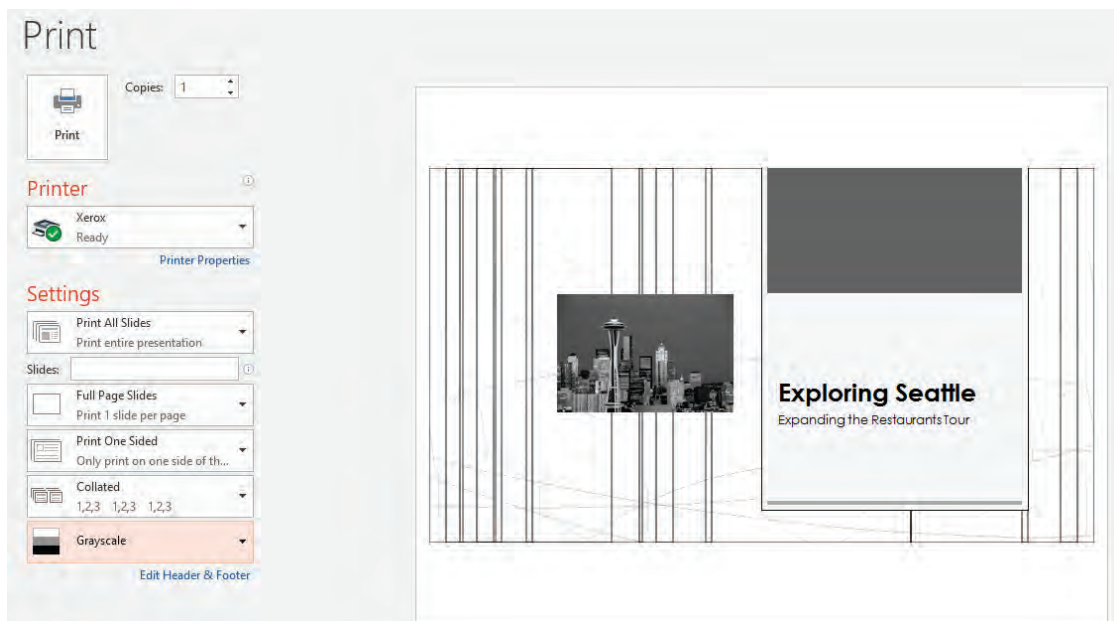 Print
Copies: 1
Print
Printer
Xerox
Ready
Printer Properties
Settings
Print All Slides
Print entire presentation
Slides:
Full Page Slides
Print 1 slide per page
Print One Sided
Only print on one side of th...
Collated
1,2,3 1,2,3 1,2,3
Grayscale
Edit Header & Footer
Exploring Seattle
Expanding the Restaurants Tour